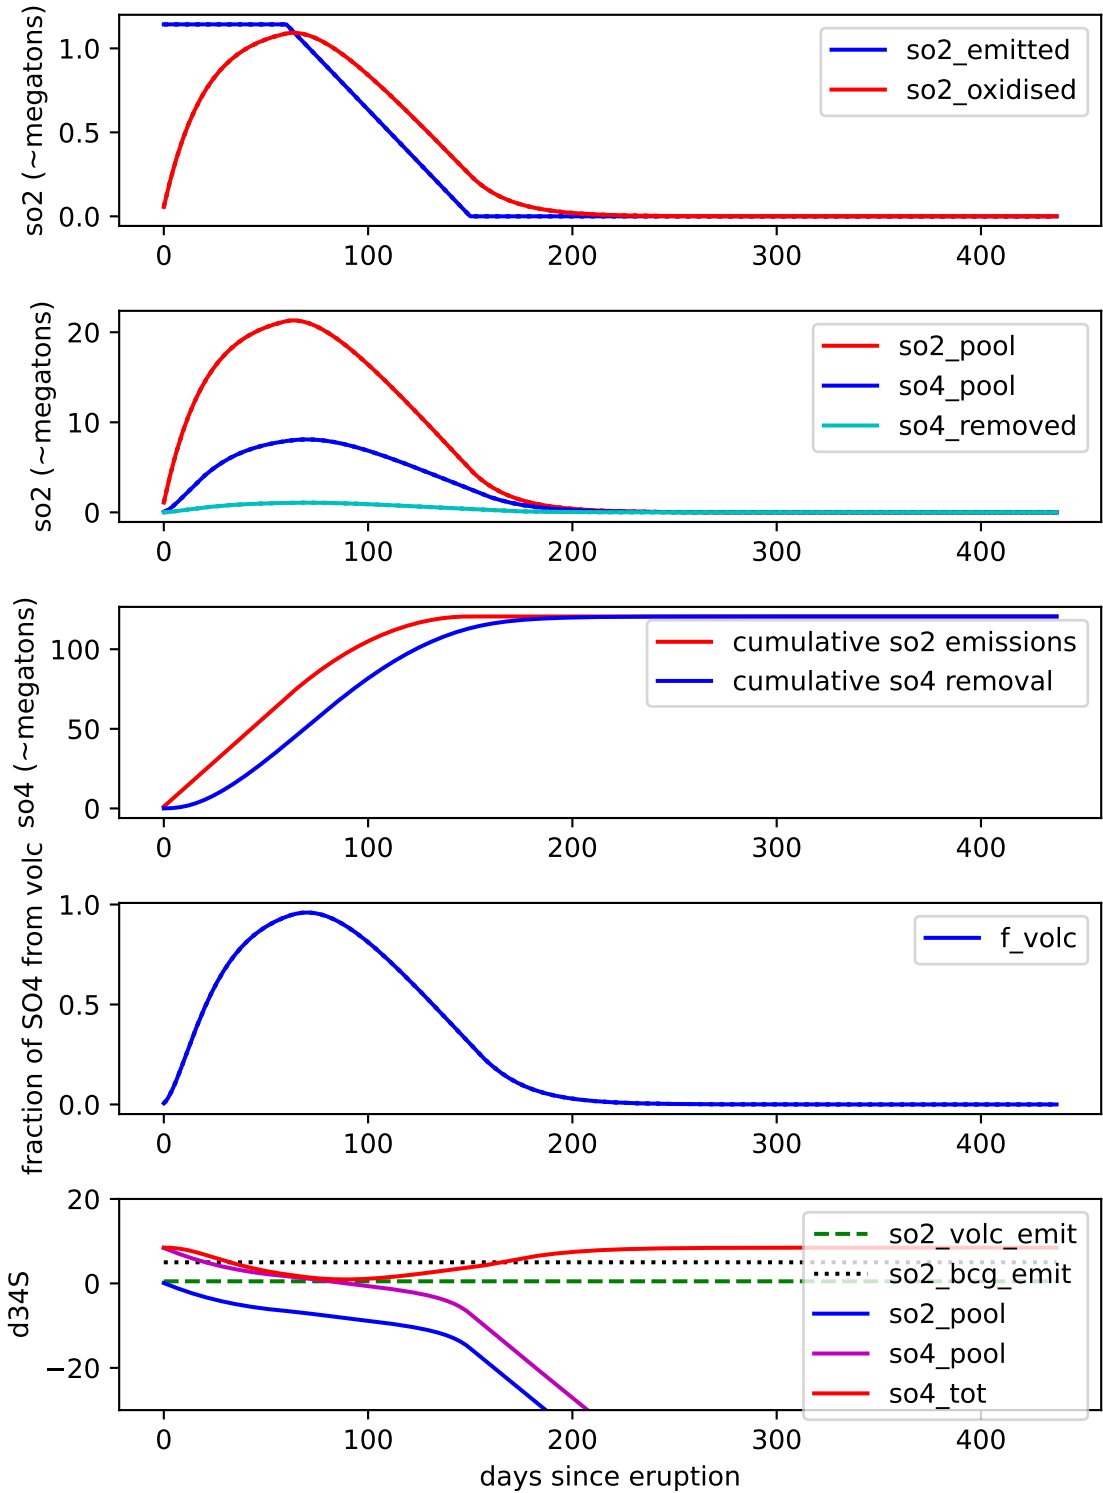 so2 (~megatons)
1.0
0.5
0.0
so2_emitted
so2_oxidised
0 100 200 300 400
so2 (~megatons)
20
10
0
so2_pool
so4_pool
so4_removed
0 100 200 300 400
so4 (~megatons)
100
50
0
cumulative so2 emissions
cumulative so4 removal
0 100 200 300 400
fraction of SO4 from volc
1.0
0.5
0.0
f_volc
0 100 200 300 400
d34S
20
0
−20
so2_volc_emit
so2_bcg_emit
so2_pool
so4_pool
so4_tot
0 100 200 300 400
days since eruption